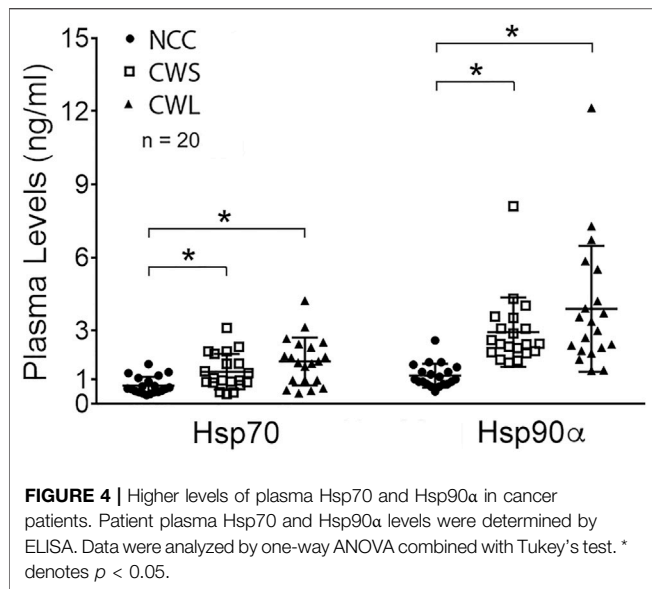 15
12
9
6
3
1
0
Plasma Levels (ng/ml)
NCC
CWS
CWL
n = 20
*
*
*
*
Hsp70
Hsp90α
FIGURE 4 | Higher levels of plasma Hsp70 and Hsp90α in cancer
patients. Patient plasma Hsp70 and Hsp90α levels were determined by
ELISA. Data were analyzed by one-way ANOVA combined with Tukey's test. *
denotes p < 0.05.